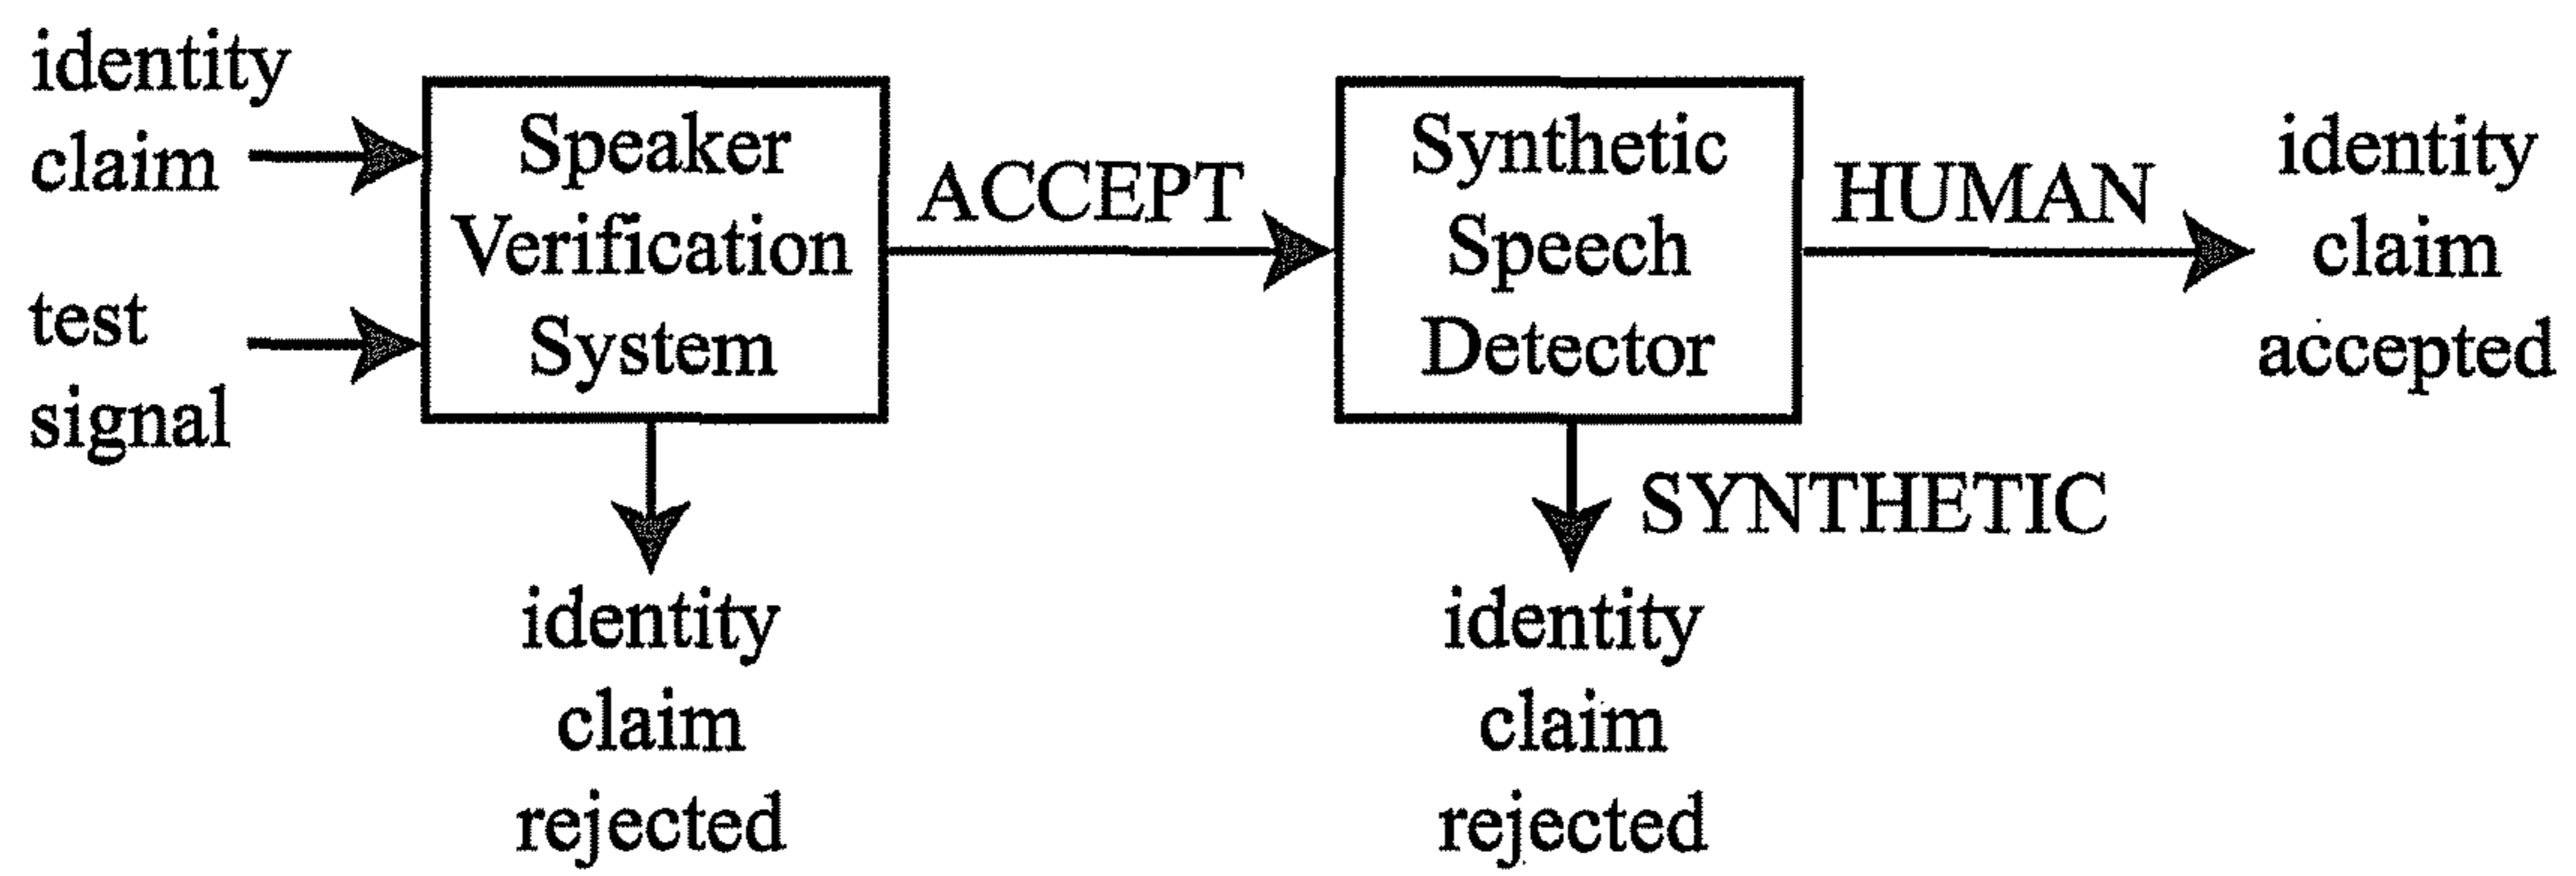 identity
claim
test
signal
Speaker
Verification
System
ACCEPT
Synthetic
Speech
Detector
HUMAN
identity
claim
accepted
identity
claim
rejected
SYNTHETIC
identity
claim
rejected